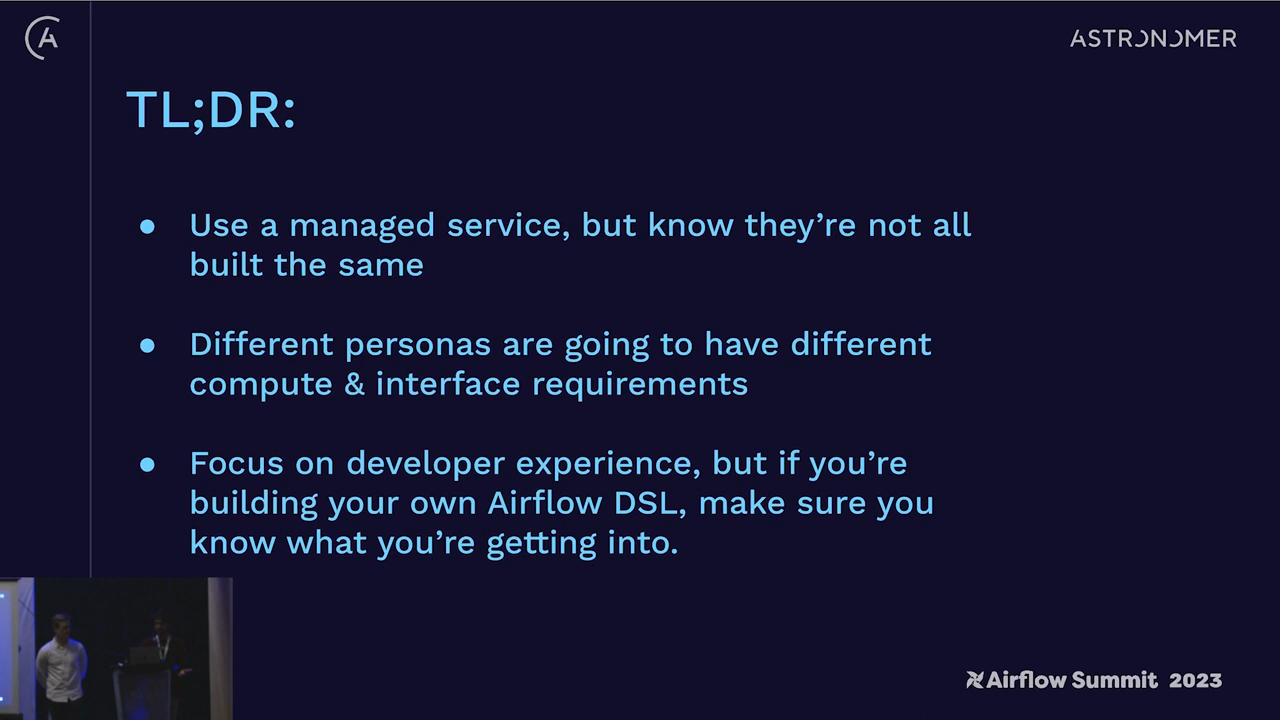 ASTRONOMER
TL;DR:
● Use a managed service, but know they’re not all
built the same
● Different personas are going to have different
compute & interface requirements
● Focus on developer experience, but if you’re
building your own Airflow DSL, make sure you
know what you’re getting into.
Airflow Summit 2023